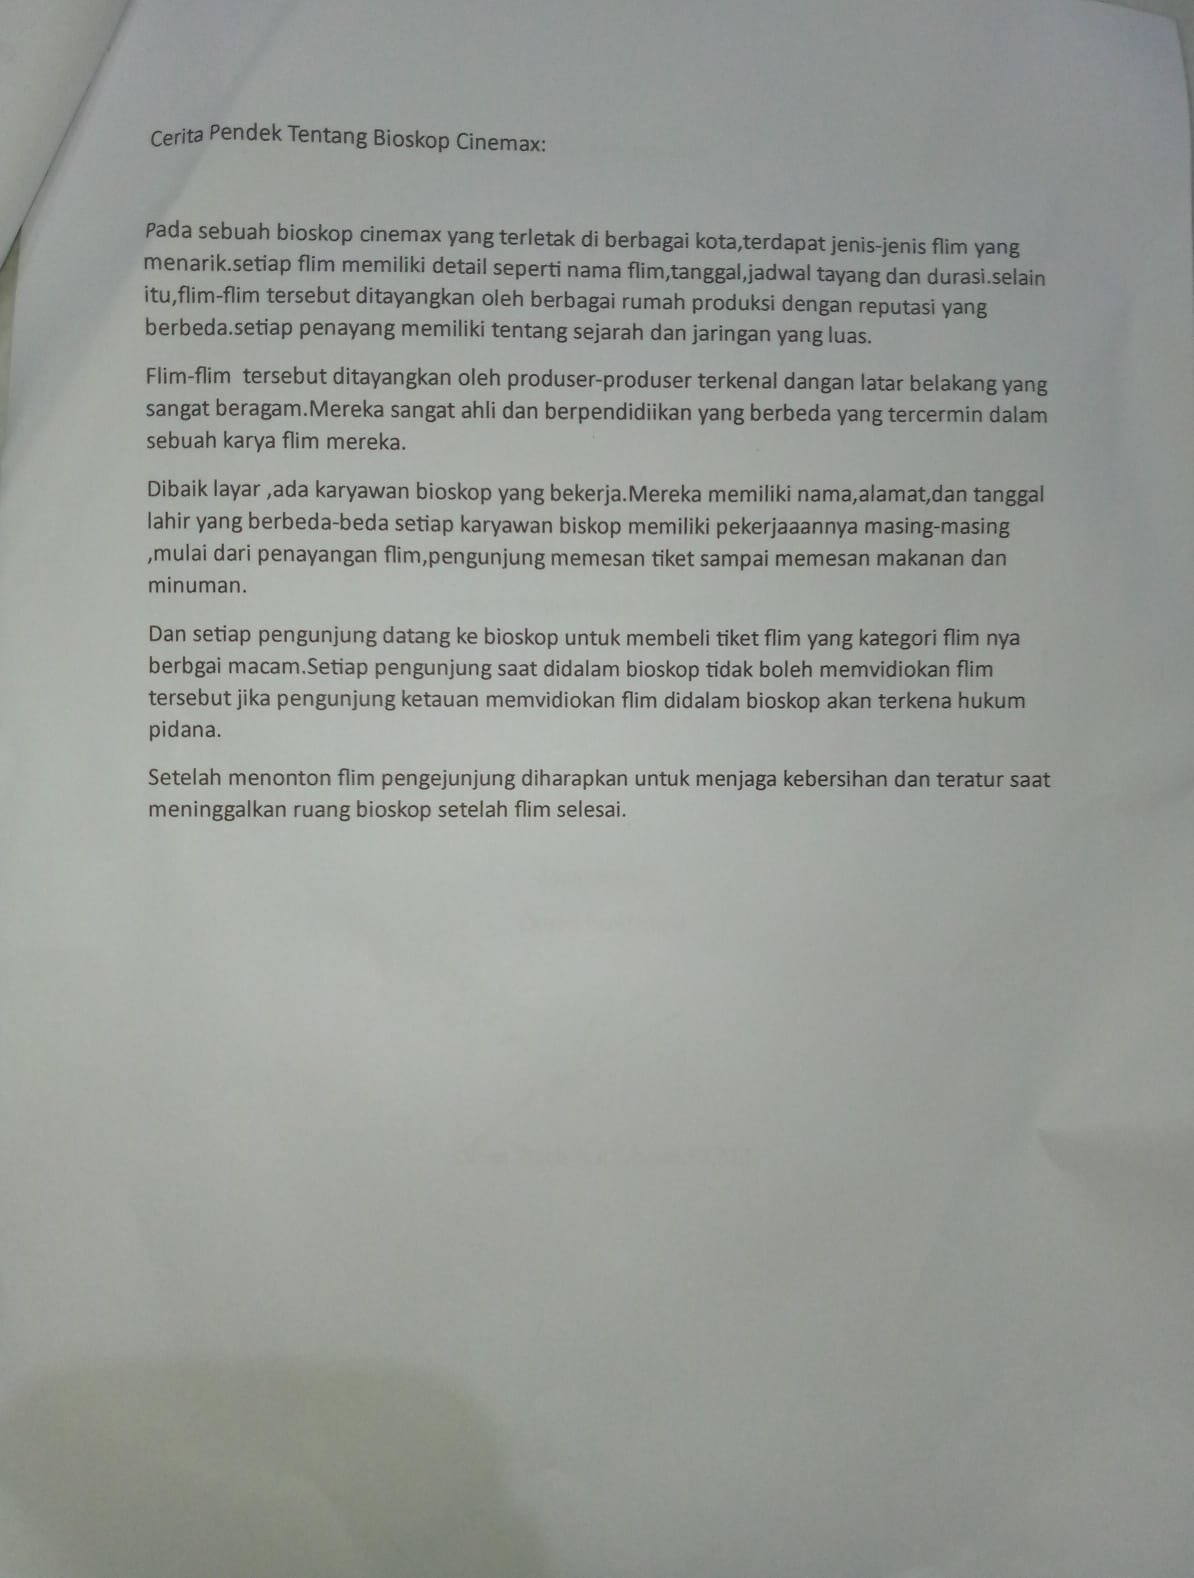 Cerita Pendek Tentang Bioskop Cinemax:
Pada sebuah bioskop cinemax yang terletak di berbagai kota,terdapat jenis-jenis flim yang
menarik.setiap flim memiliki detail seperti nama flim,tanggal,jadwal tayang dan durasi.selain
itu,flim-flim tersebut ditayangkan oleh berbagai rumah produksi dengan reputasi yang
berbeda.setiap penayang memiliki tentang sejarah dan jaringan yang luas.
Flim-flim tersebut ditayangkan oleh produser-produser terkenal dangan latar belakang yang
sangat beragam.Mereka sangat ahli dan berpendidiikan yang berbeda yang tercermin dalam
sebuah karya flim mereka.
Dibaik layar ,ada karyawan bioskop yang bekerja.Mereka memiliki nama,alamat,dan tanggal
lahir yang berbeda-beda setiap karyawan biskop memiliki pekerjaaannya masing-masing
,mulai dari penayangan flim,pengunjung memesan tiket sampai memesan makanan dan
minuman.
Dan setiap pengunjung datang ke bioskop untuk membeli tiket flim yang kategori flim nya
berbgai macam.Setiap pengunjung saat didalam bioskop tidak boleh memvidiokan flim
tersebut jika pengunjung ketauan memvidiokan flim didalam bioskop akan terkena hukum
pidana.
Setelah menonton flim pengejunjung diharapkan untuk menjaga kebersihan dan teratur saat
meninggalkan ruang bioskop setelah flim selesai.